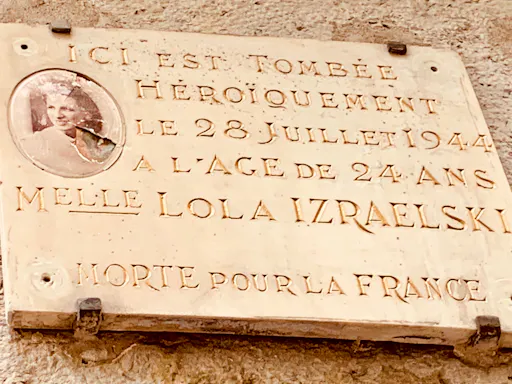 ICI EST TOMBÉE
HÉROÏQUEMENT
LE 28 JUILLET 1944
A L'AGE DE 24 ANS
MELLE LOLA IZRAELSKI
MORTE POUR LA FRANCE